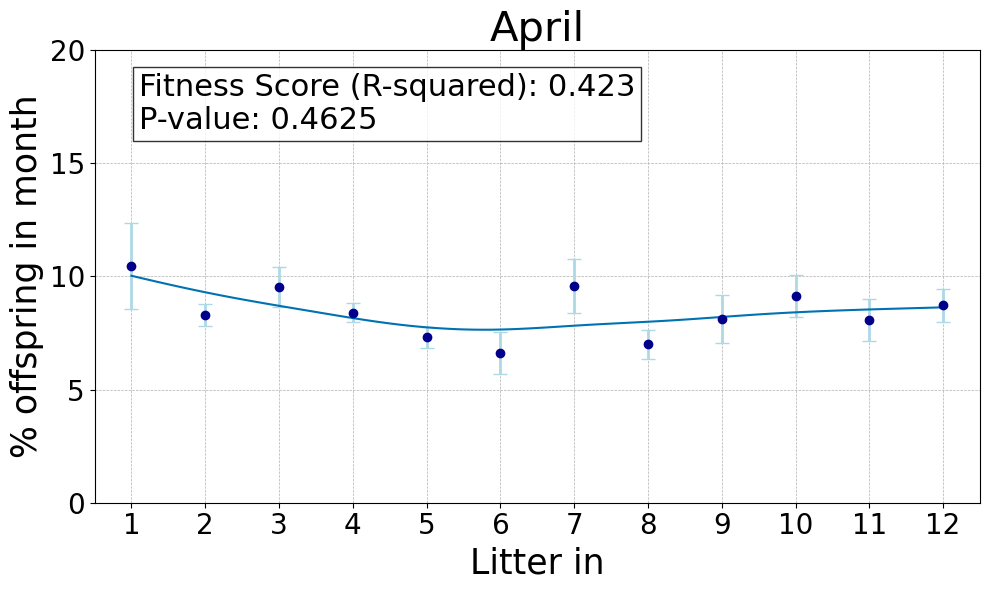 April
Fitness Score (R-squared): 0.423
P-value: 0.4625
% offspring in month
20
15
10
5
0
1 2 3 4 5 6 7 8 9 10 11 12
Litter in